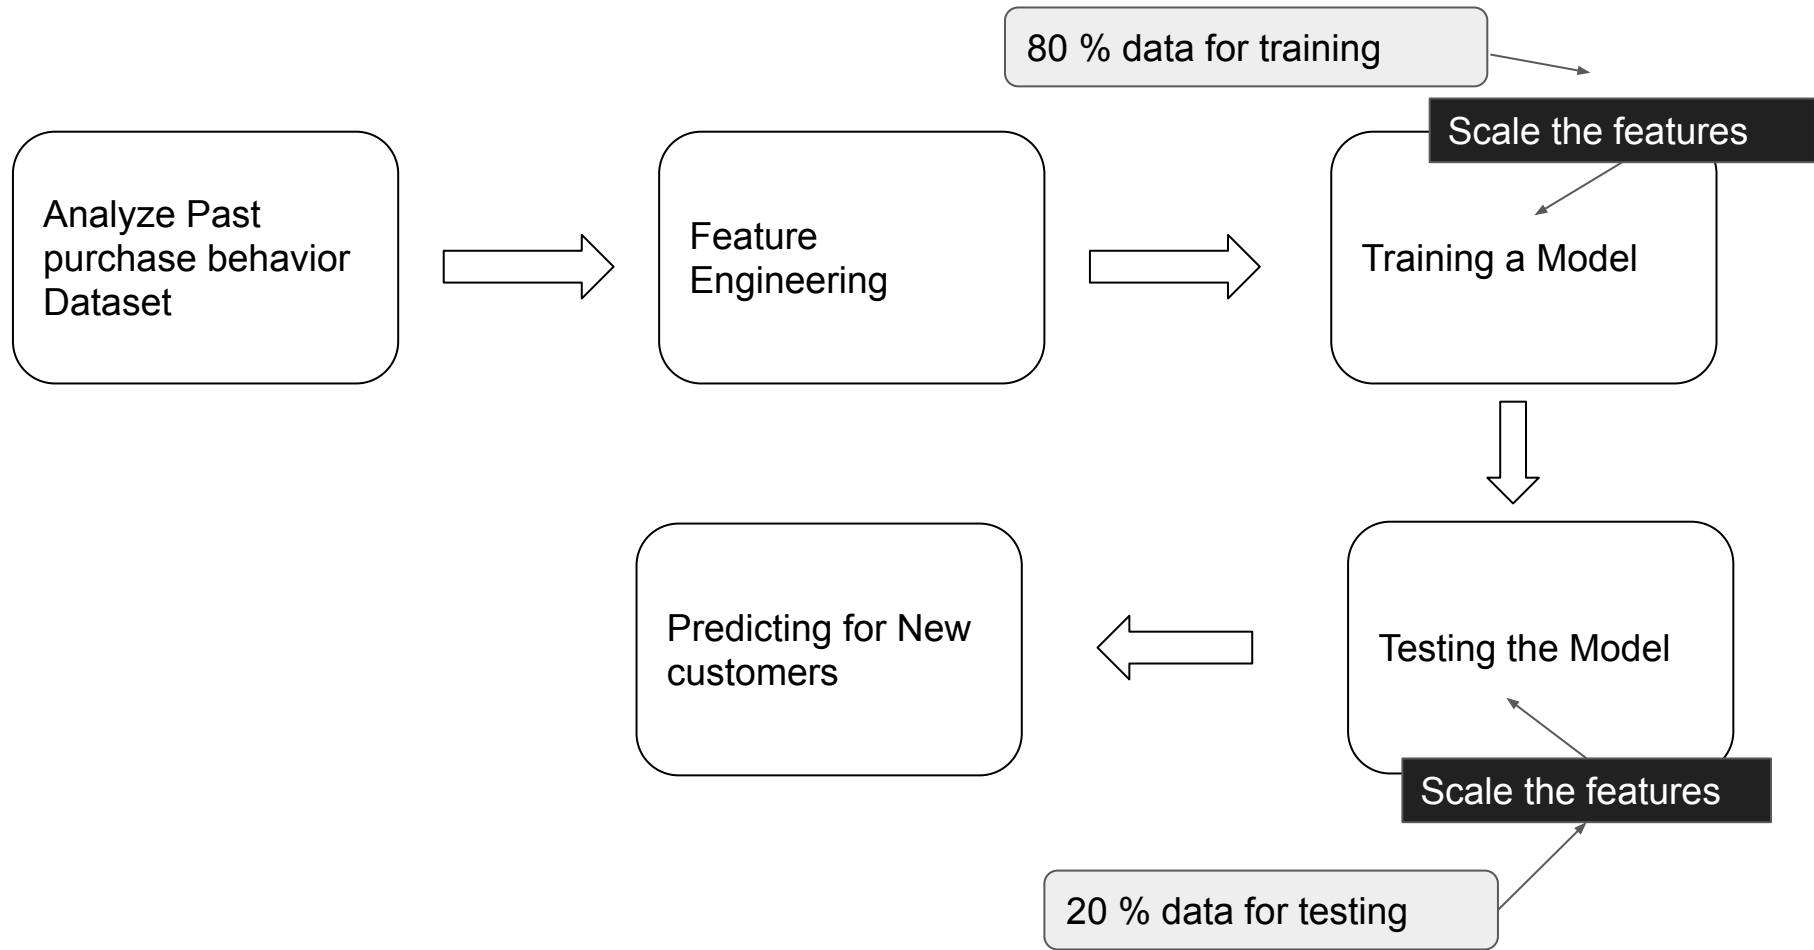 80 % data for training
Scale the features
Analyze Past
purchase behavior
Dataset
Feature
Engineering
Training a Model
Predicting for New
customers
Testing the Model
Scale the features
20 % data for testing